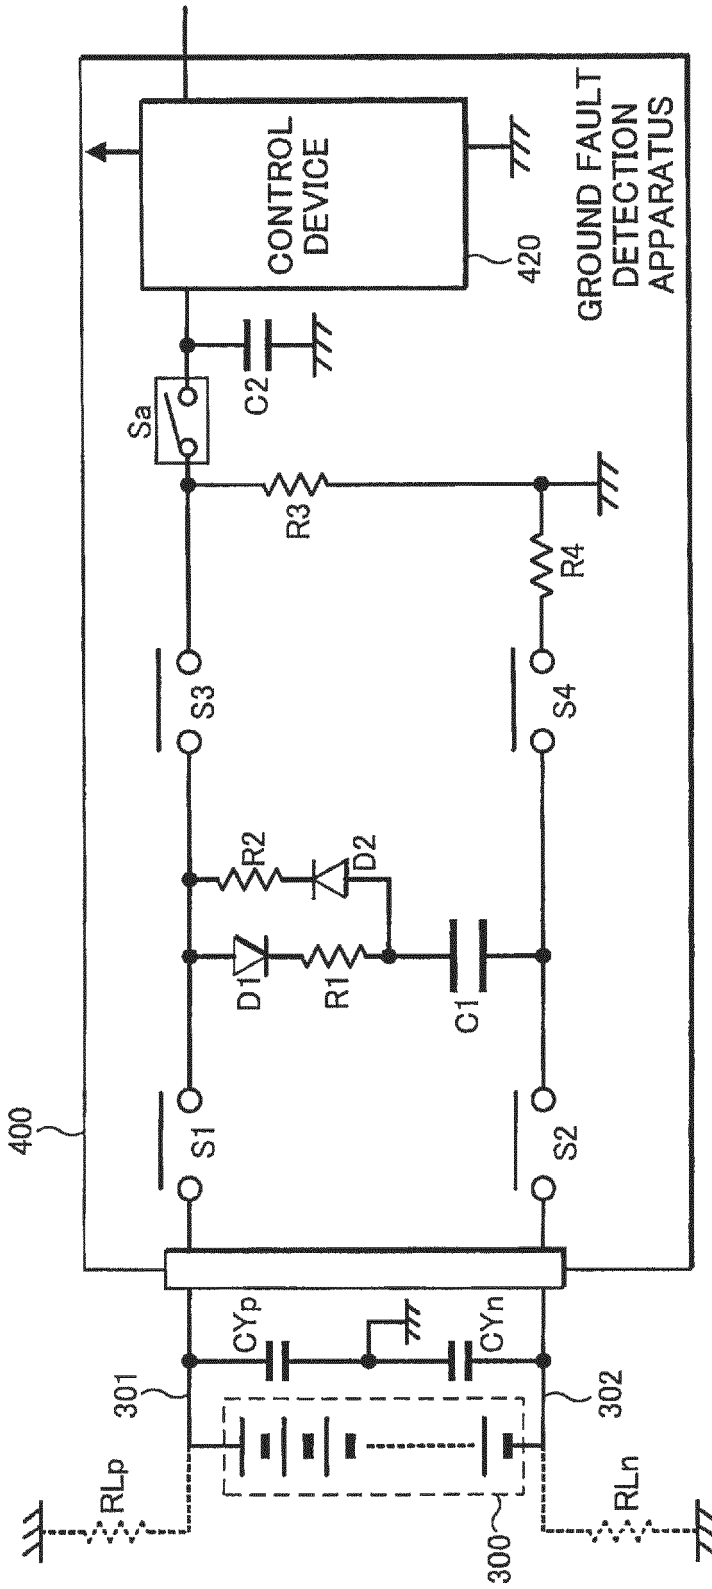 400
RLp
301
300
302
RLn
CYp
CYn
S1
S2
D1
R1
C1
R2
D2
S3
S4
R3
R4
Sa
C2
CONTROL
DEVICE
420
GROUND FAULT
DETECTION
APPARATUS